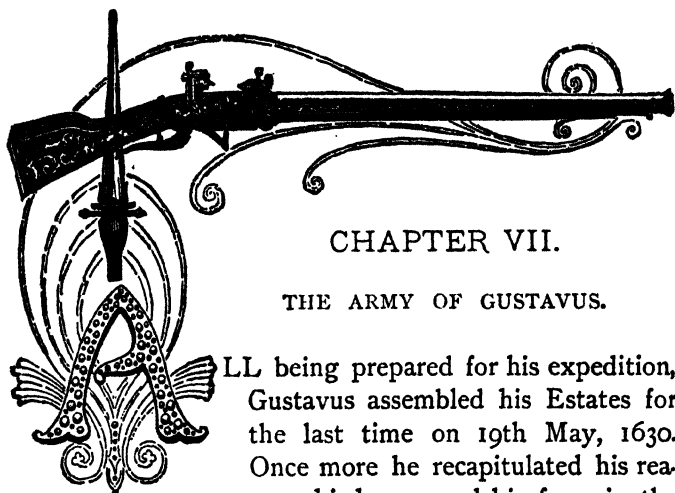 CHAPTER VII.
THE ARMY OF GUSTAVUS.
ALL being prepared for his expedition,
Gustavus assembled his Estates for
the last time on 19th May, 1630.
Once more he recapitulated his rea-